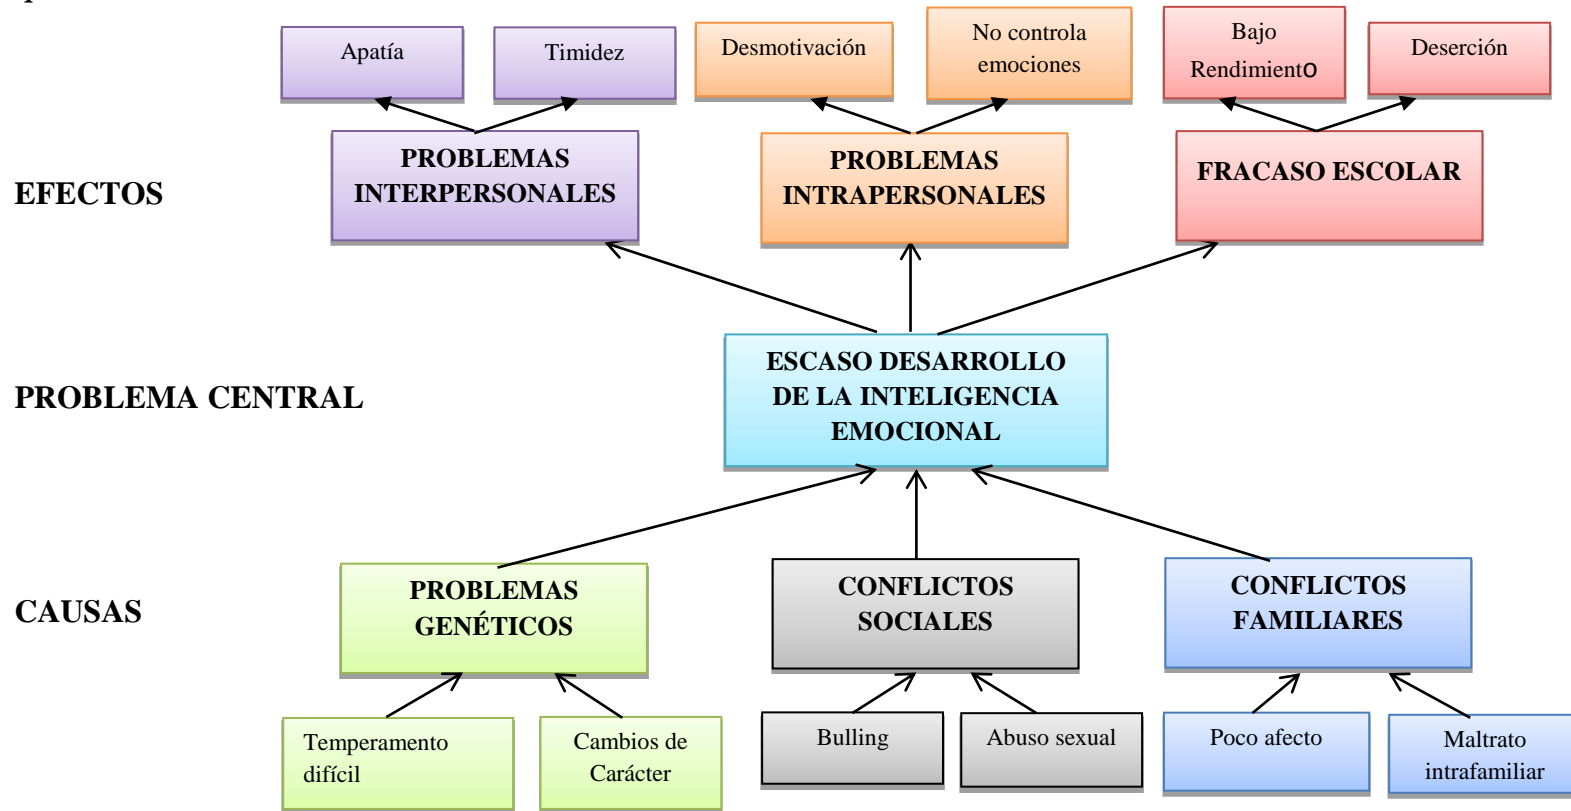 Apatía
Timidez
Desmotivación
No controla
emociones
Bajo
Rendimiento
Deserción
EFECTOS
PROBLEMAS
INTERPERSONALES
PROBLEMAS
INTRAPERSONALES
FRACASO ESCOLAR
PROBLEMA CENTRAL
ESCASO DESARROLLO
DE LA INTELIGENCIA
EMOCIONAL
CAUSAS
PROBLEMAS
GENÉTICOS
CONFLICTOS
SOCIALES
CONFLICTOS
FAMILIARES
Temperamento
difícil
Cambios de
Carácter
Bulling
Abuso sexual
Poco afecto
Maltrato
intrafamiliar